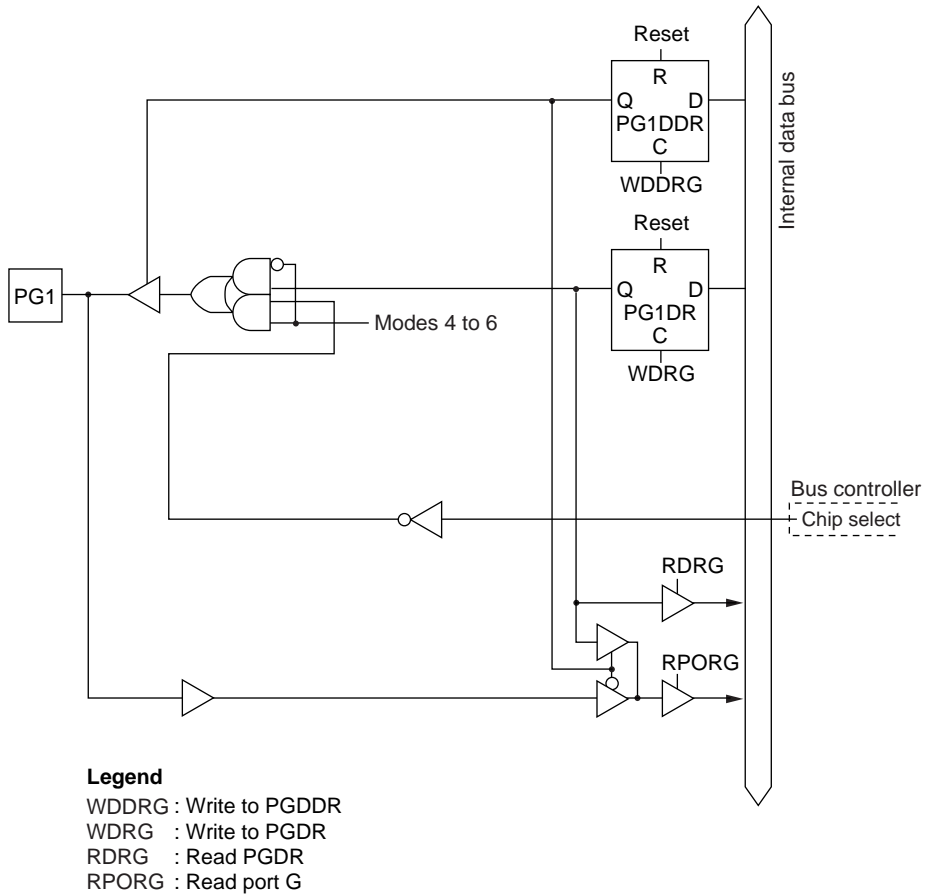 Reset
R
Q D
PG1DDR
C
WDDRG
Internal data bus
Reset
R
Q D
PG1DR
C
WDRG
PG1
Modes 4 to 6
Bus controller
Chip select
RDRG
RPORG
Legend
WDDRG : Write to PGDDR
WDRG : Write to PGDR
RDRG : Read PGDR
RPORG : Read port G